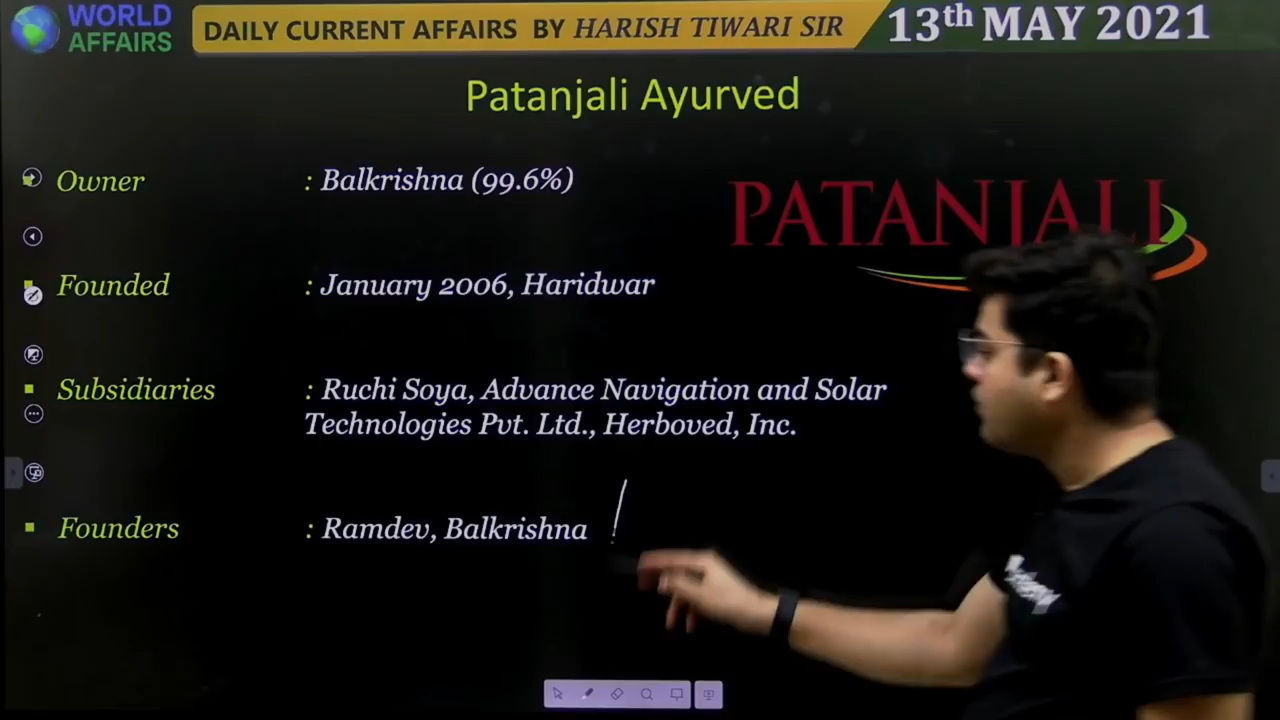 WORLD
AFFAIRS
DAILY CURRENT AFFAIRS BY HARISH TIWARI SIR
13th MAY 2021
Patanjali Ayurved
Owner : Balkrishna (99.6%)
PATANJALI
Founded : January 2006, Haridwar
Subsidiaries : Ruchi Soya, Advance Navigation and Solar
Technologies Pvt. Ltd., Herboved, Inc.
Founders : Ramdev, Balkrishna